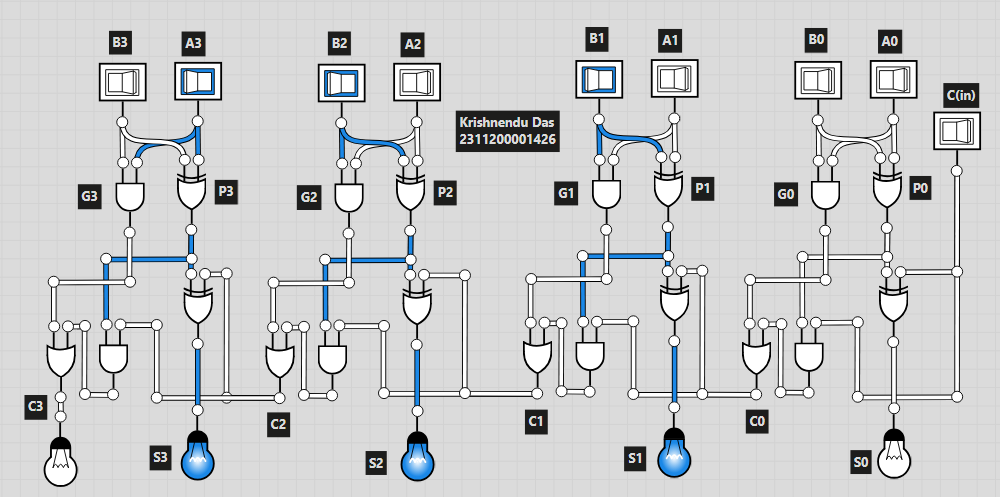 B3
A3
B2
A2
B1
A1
B0
A0
C(in)
Krishnendu Das
2311200001426
G3
P3
G2
P2
G1
P1
G0
P0
C3
S3
C2
S2
C1
S1
C0
S0